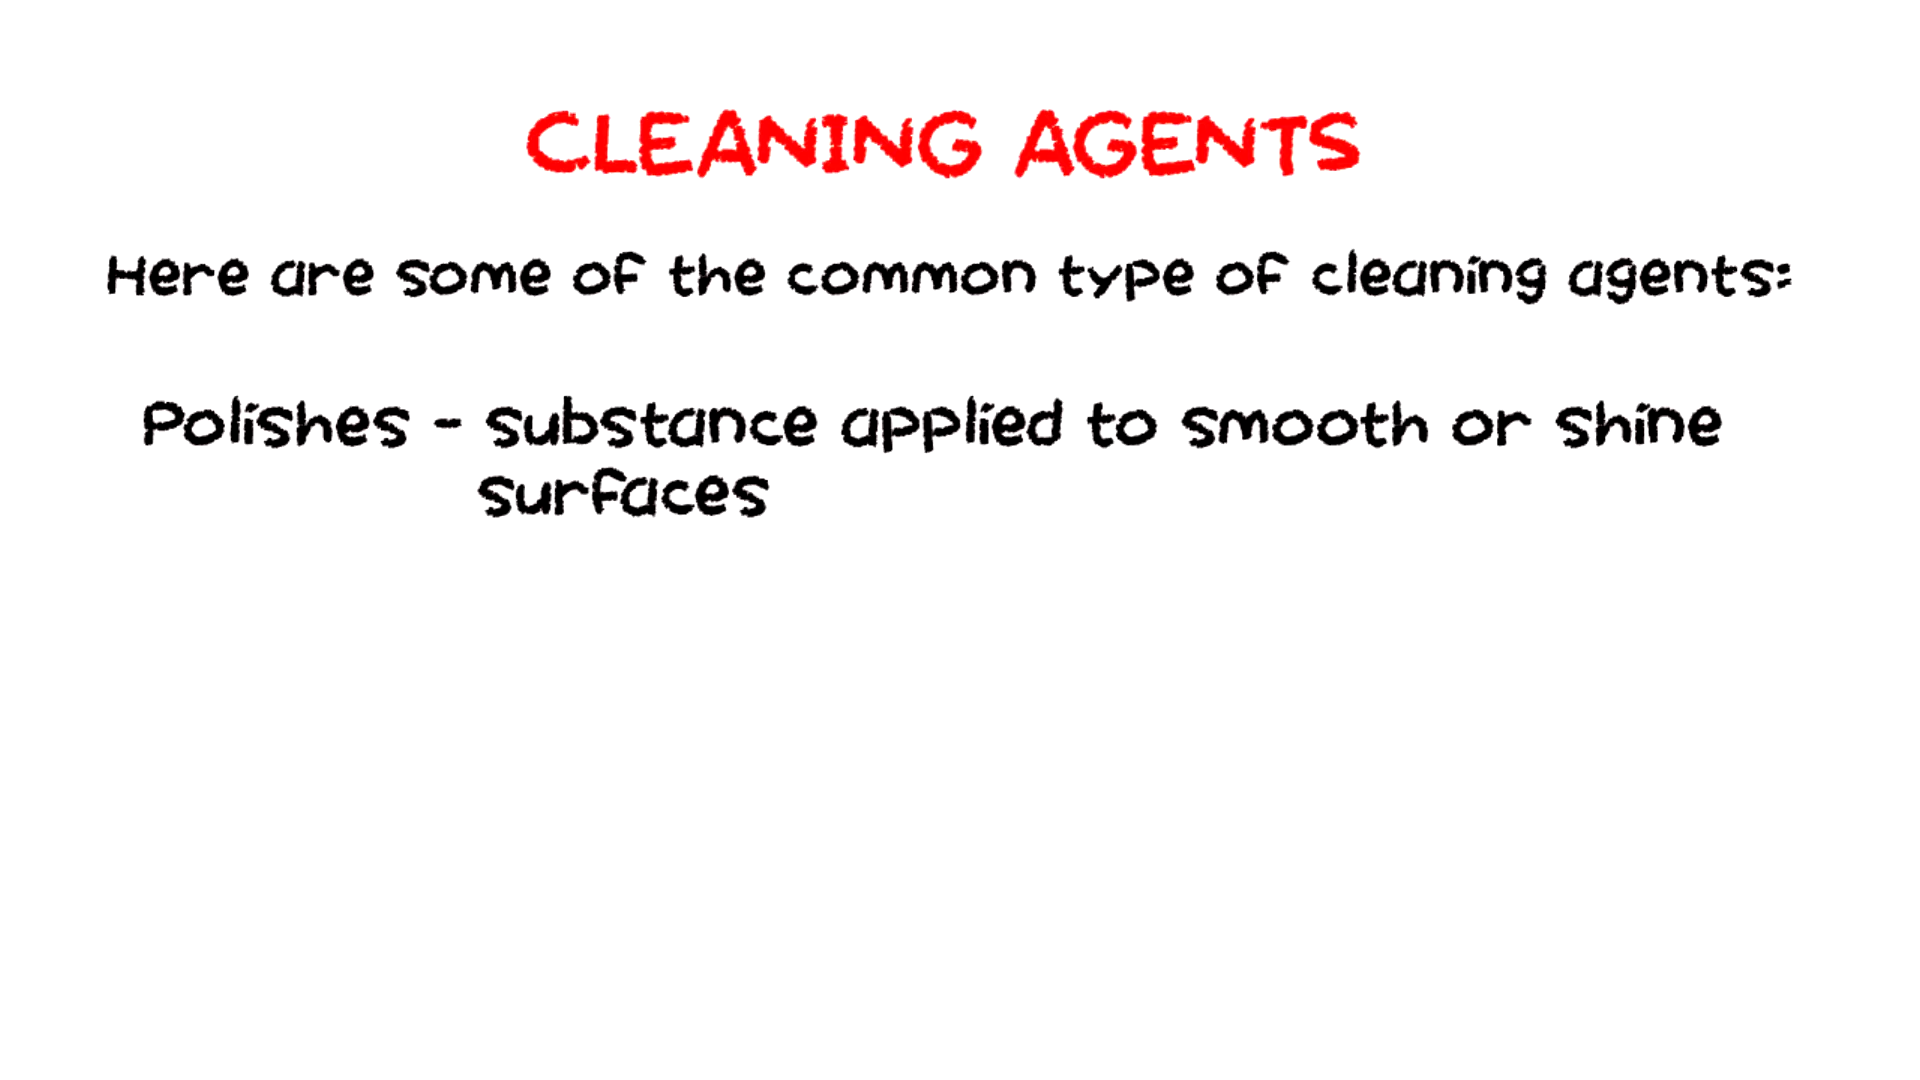 CLEANING AGENTS
Here are some of the common type of cleaning agents:
Polishes - substance applied to smooth or shine
surfaces